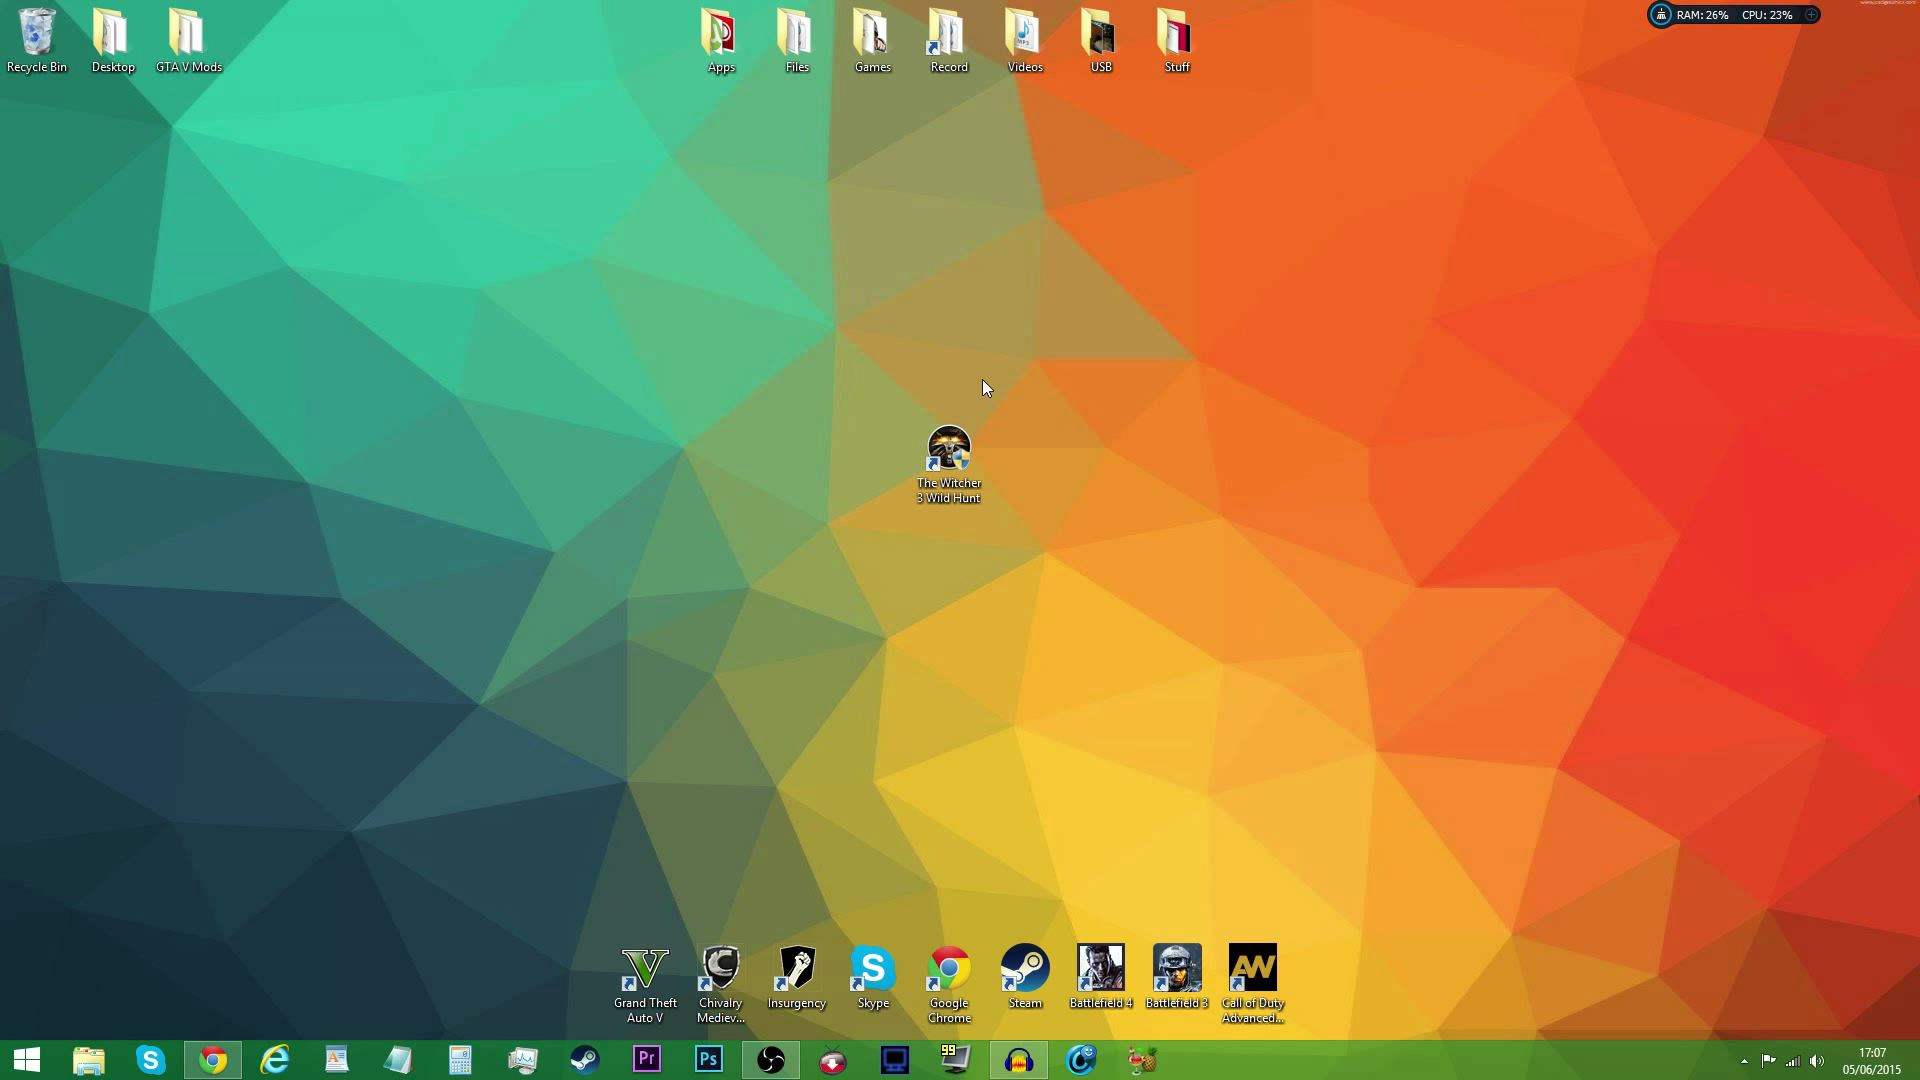 Recycle Bin
Desktop
GTA V Mods
Apps
Files
Games
Record
Videos
USB
Stuff
RAM: 26% CPU: 23%
MP3
The Witcher
3 Wild Hunt
Grand Theft
Auto V
Chivalry
Mediev...
Insurgency
Skype
Google
Chrome
Steam
Battlefield 4
Battlefield 3
AW
Call of Duty
Advanced...
Pr
Ps
99
17:07
05/06/2015